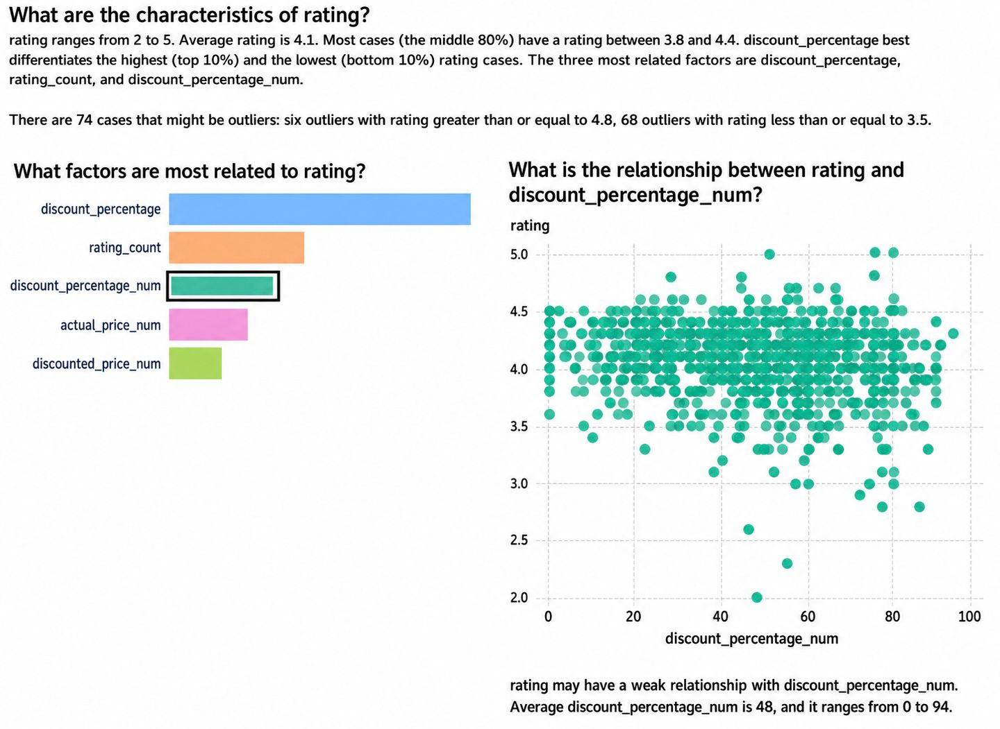 What are the characteristics of rating?
rating ranges from 2 to 5. Average rating is 4.1. Most cases (the middle 80%) have a rating between 3.8 and 4.4. discount_percentage best
differentiates the highest (top 10%) and the lowest (bottom 10%) rating cases. The three most related factors are discount_percentage,
rating_count, and discount_percentage_num.
There are 74 cases that might be outliers: six outliers with rating greater than or equal to 4.8, 68 outliers with rating less than or equal to 3.5.
What factors are most related to rating?
discount_percentage
rating_count
discount_percentage_num
actual_price_num
discounted_price_num
What is the relationship between rating and
discount_percentage_num?
rating
5.0
4.5
4.0
3.5
3.0
2.5
2.0
0 20 40 60 80 100
discount_percentage_num
rating may have a weak relationship with discount_percentage_num.
Average discount_percentage_num is 48, and it ranges from 0 to 94.